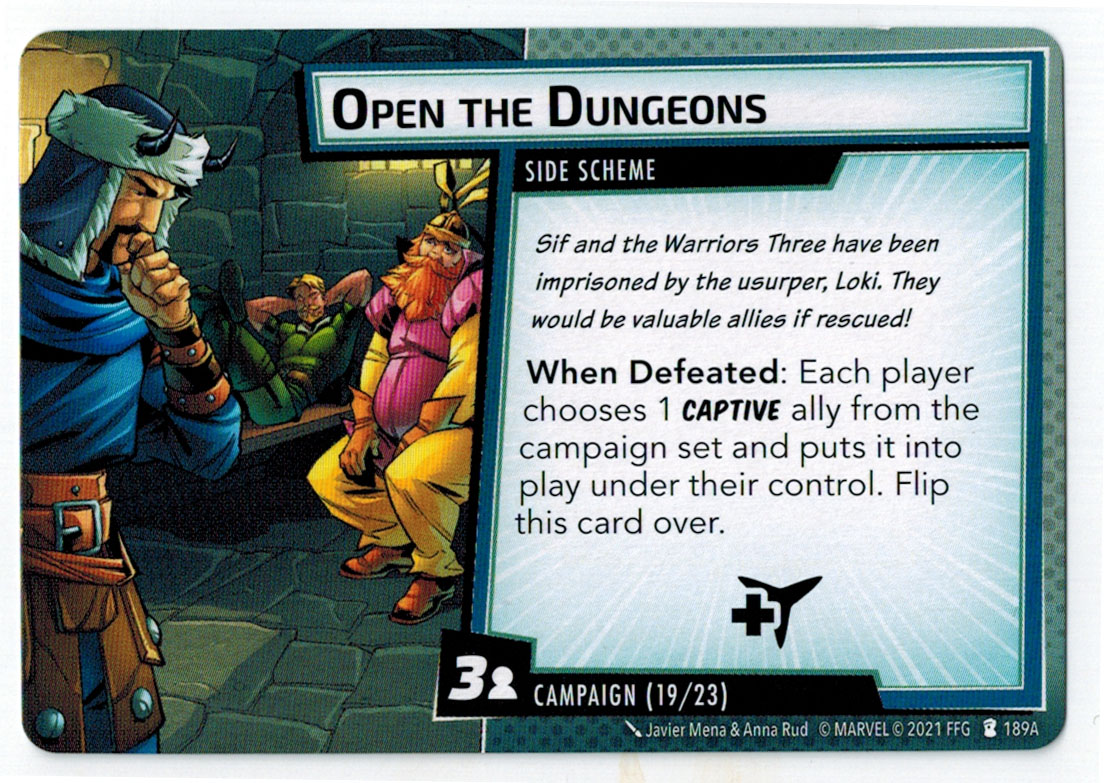 OPEN THE DUNGEONS
SIDE SCHEME
Sif and the Warriors Three have been
imprisoned by the usurper, Loki. They
would be valuable allies if rescued!
When Defeated: Each player
chooses 1 CAPTIVE ally from the
campaign set and puts it into
play under their control. Flip
this card over.
3
CAMPAIGN (19/23)
Javier Mena & Anna Rud © MARVEL © 2021 FFG 189A